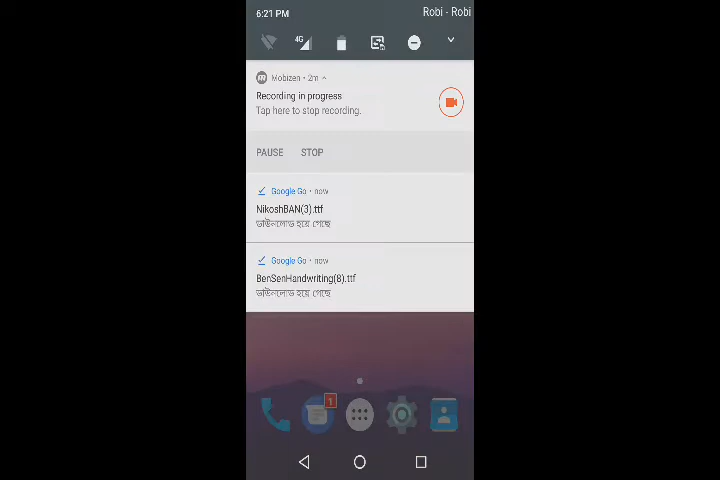 6:21 PM
Robi - Robi
4G
Mobizen • 2m
Recording in progress
Tap here to stop recording.
PAUSE STOP
Google Go • now
NikoshBAN(3).ttf
ডাউনলোড হয়ে গেছে
Google Go • now
BenSenHandwriting(8).ttf
ডাউনলোড হয়ে গেছে
1